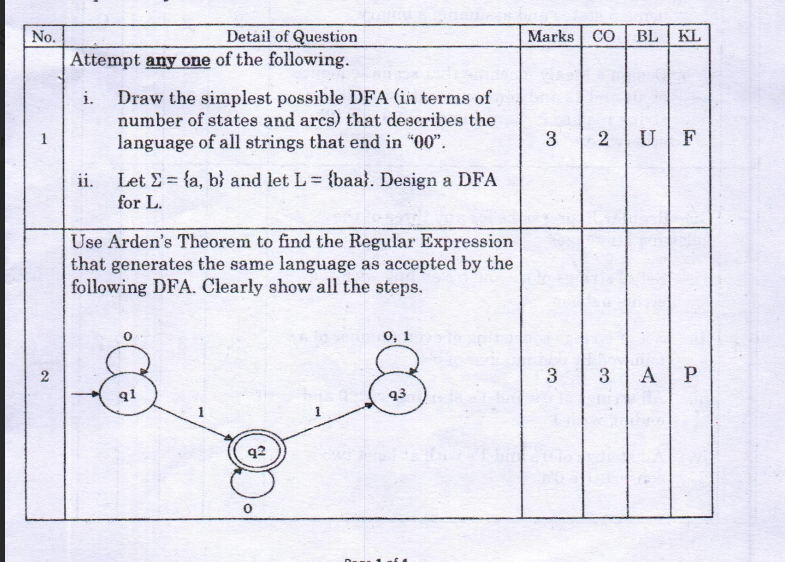 No. Detail of Question Marks CO BL KL
Attempt any one of the following.
i. Draw the simplest possible DFA (in terms of
number of states and arcs) that describes the
1 language of all strings that end in “00”. 3 2 U F
ii. Let Σ = {a, b} and let L = {baa}. Design a DFA
for L.
Use Arden's Theorem to find the Regular Expression
that generates the same language as accepted by the
following DFA. Clearly show all the steps.
0 0, 1
2 3 3 A P
q1 q3
1 1
q2
0
Page 1 of 4